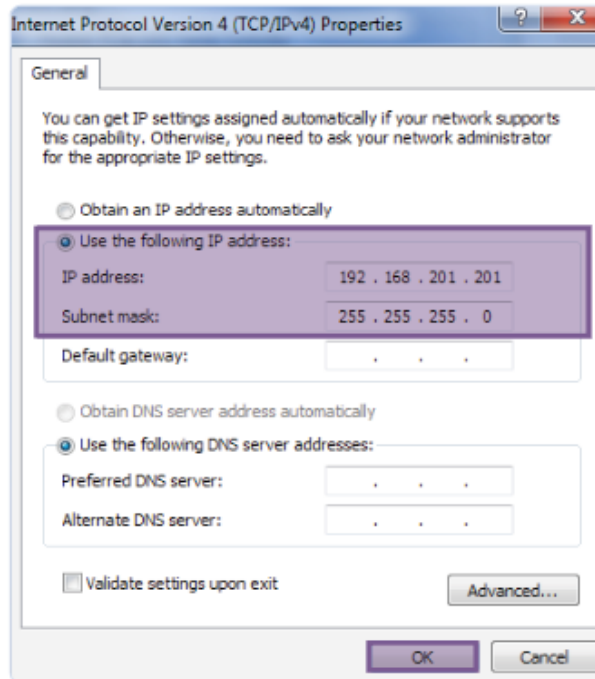 Internet Protocol Version 4 (TCP/IPv4) Properties
?
X
General
You can get IP settings assigned automatically if your network supports
this capability. Otherwise, you need to ask your network administrator
for the appropriate IP settings.
Obtain an IP address automatically
Use the following IP address:
IP address: 192 . 168 . 201 . 201
Subnet mask: 255 . 255 . 255 . 0
Default gateway: . . .
Obtain DNS server address automatically
Use the following DNS server addresses:
Preferred DNS server: . . .
Alternate DNS server: . . .
Validate settings upon exit
Advanced...
OK Cancel